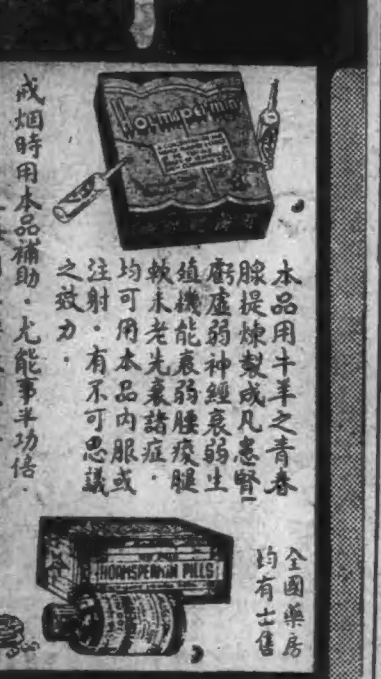 Hormspermin
本品用牛羊之青春
腺提煉製成凡患腎
虧虛弱神經衰弱生
殖機能衰弱腰痠腿
軟未老先衰諸症．
均可用本品內服或
注射．有不可思議
之效力．
戒烟時用本品補助．尤能事半功倍．
HORMSPERMIN PILLS
全國藥房
均有出售